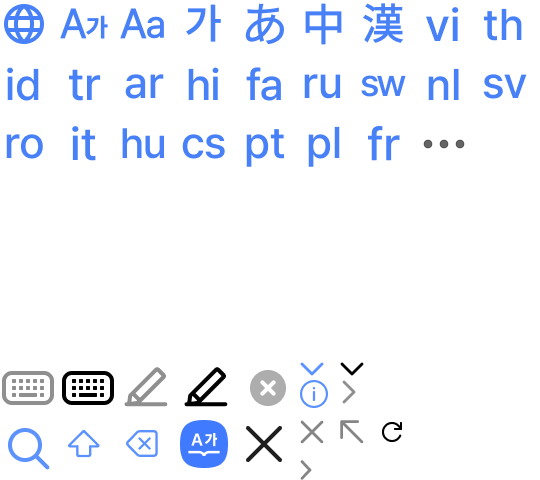 A가 Aa 가 あ 中 漢 vi th
id tr ar hi fa ru sw nl sv
ro it hu cs pt pl fr •••
i
A가